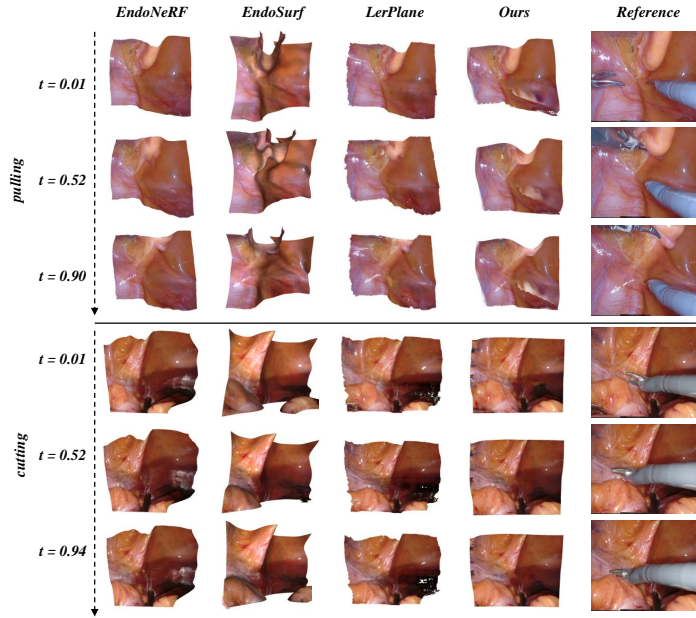 EndoNeRF EndoSurf LerPlane Ours Reference
t = 0.01
pulling
t = 0.52
t = 0.90
t = 0.01
cutting
t = 0.52
t = 0.94